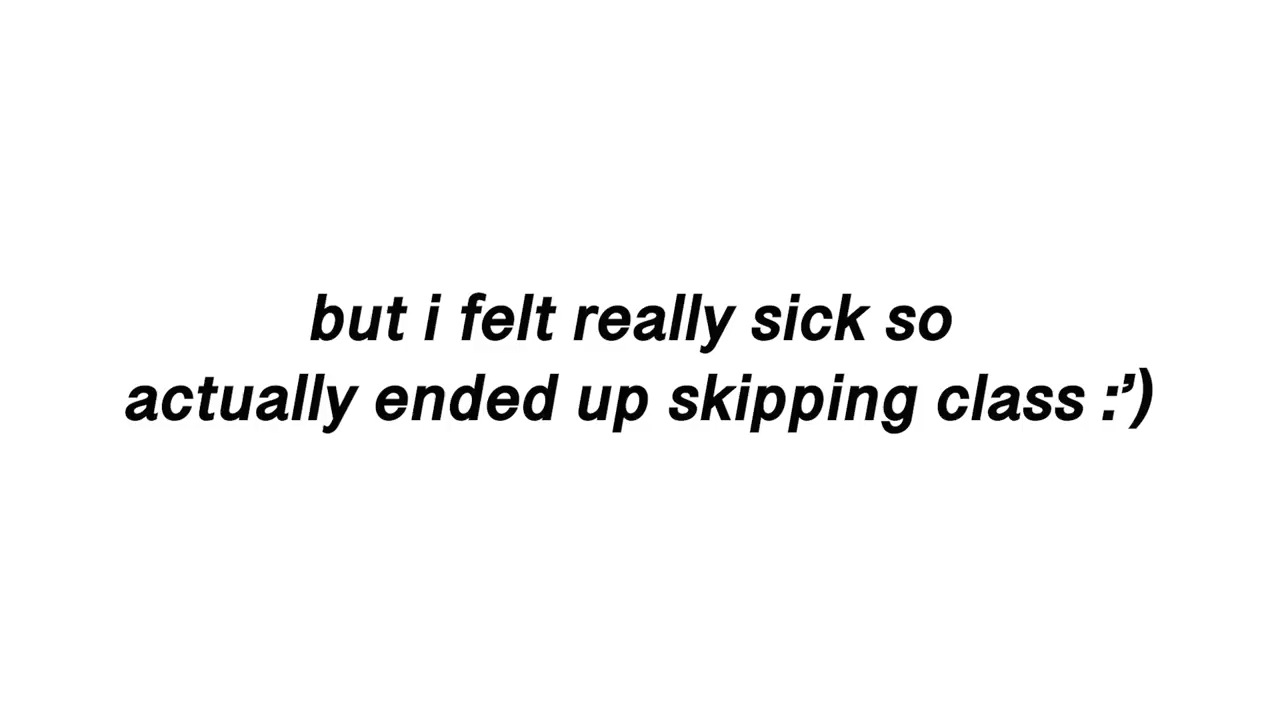 but i felt really sick so
actually ended up skipping class :’)